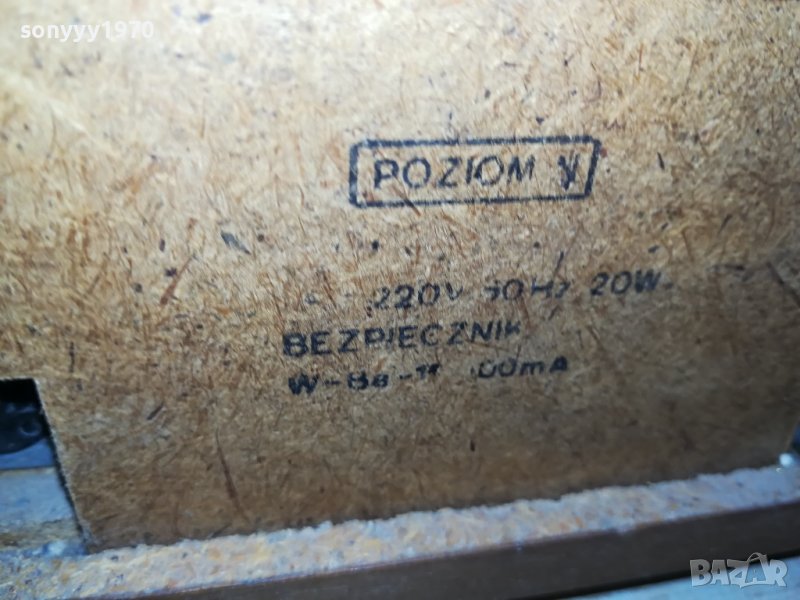 sonyyy1970
POZIOM
220V 50Hz 20W
BEZPIECZNIK
BAZAR